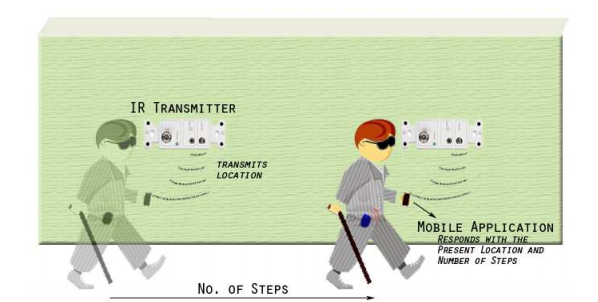 IR TRANSMITTER
TRANSMITS
LOCATION
MOBILE APPLICATION
RESPONDS WITH THE
PRESENT LOCATION AND
NUMBER OF STEPS
NO. OF STEPS